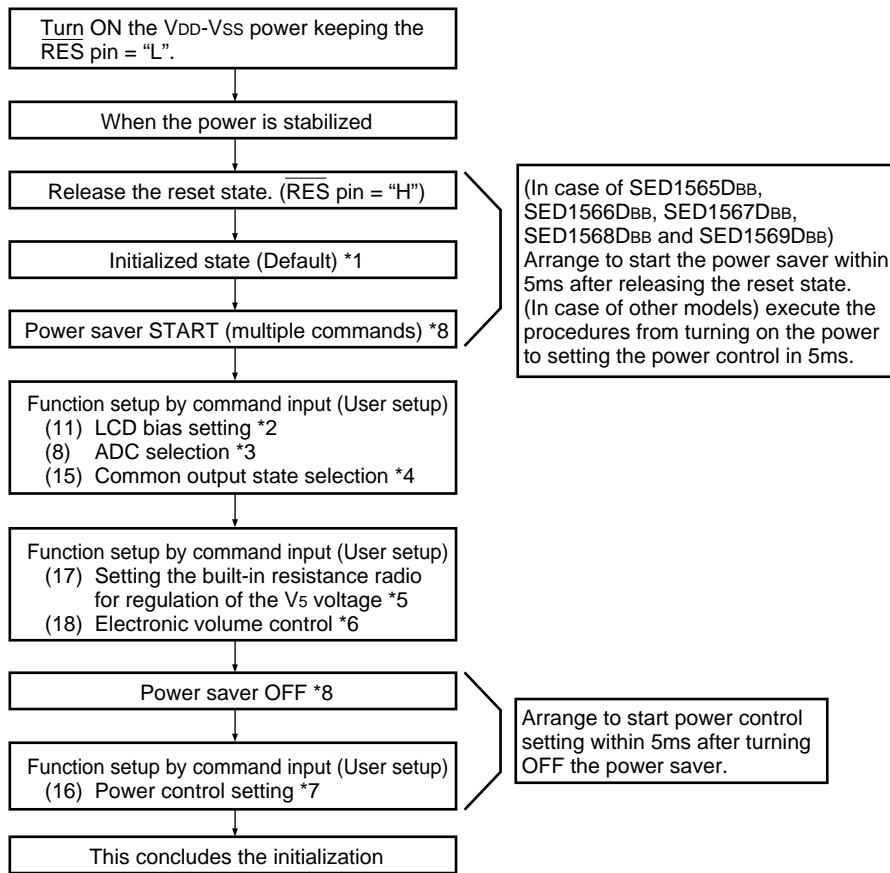 Turn ON the VDD-VSS power keeping the
RES pin = “L”.
When the power is stabilized
Release the reset state. (RES pin = “H”)
Initialized state (Default) *1
Power saver START (multiple commands) *8
(In case of SED1565DBB,
SED1566DBB, SED1567DBB,
SED1568DBB and SED1569DBB)
Arrange to start the power saver within
5ms after releasing the reset state.
(In case of other models) execute the
procedures from turning on the power
to setting the power control in 5ms.
Function setup by command input (User setup)
(11) LCD bias setting *2
(8) ADC selection *3
(15) Common output state selection *4
Function setup by command input (User setup)
(17) Setting the built-in resistance radio
for regulation of the V5 voltage *5
(18) Electronic volume control *6
Power saver OFF *8
Function setup by command input (User setup)
(16) Power control setting *7
Arrange to start power control
setting within 5ms after turning
OFF the power saver.
This concludes the initialization